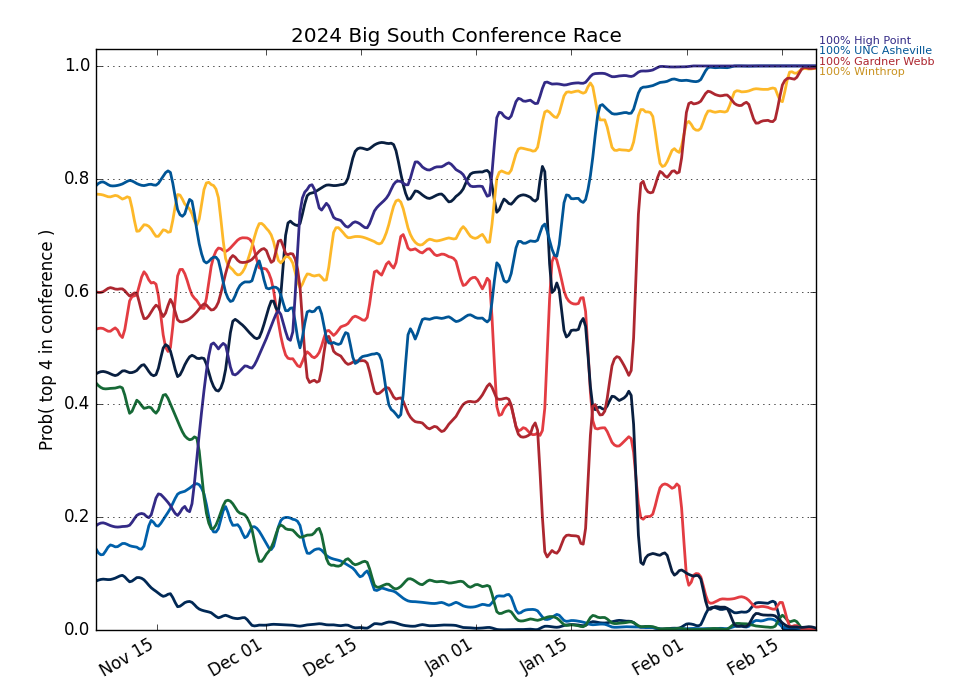 2024 Big South Conference Race
100% High Point
100% UNC Asheville
100% Gardner Webb
100% Winthrop
Prob( top 4 in conference )
1.0
0.8
0.6
0.4
0.2
0.0
Nov 15
Dec 01
Dec 15
Jan 01
Jan 15
Feb 01
Feb 15